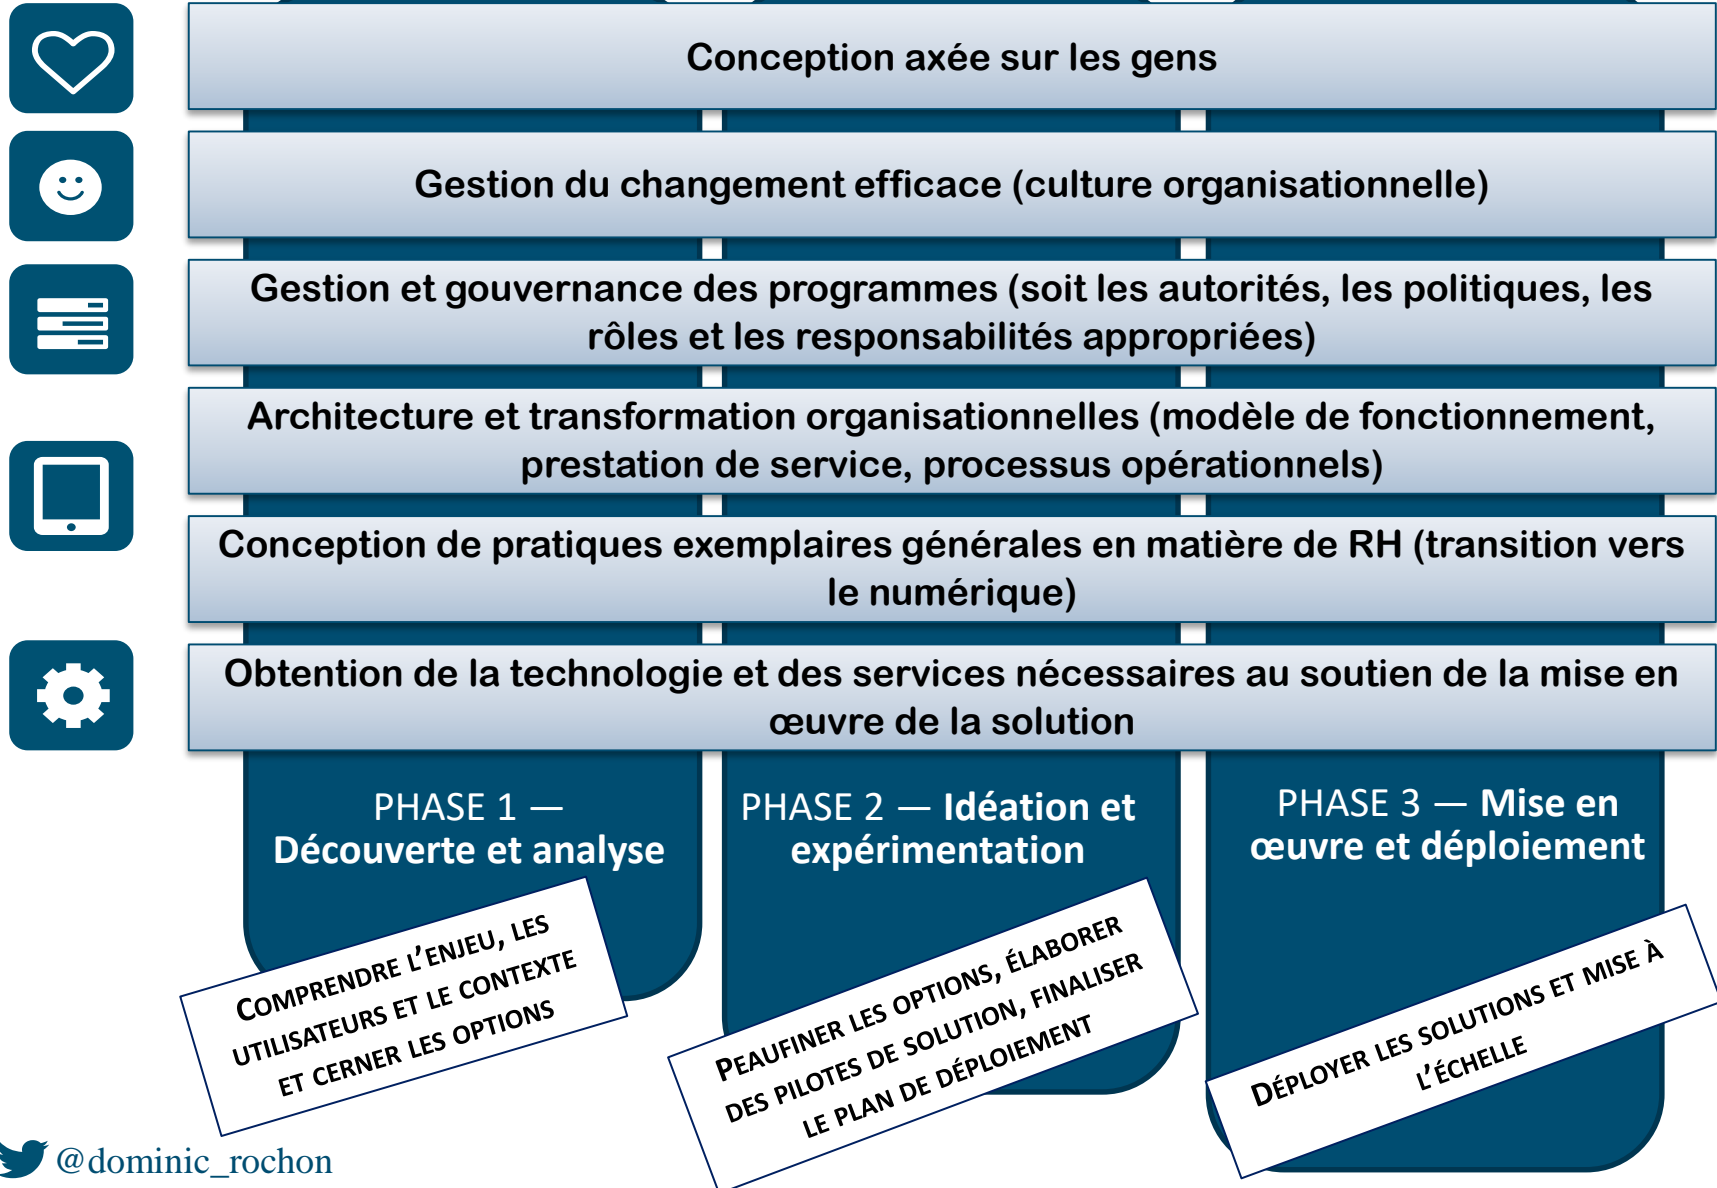 Conception axée sur les gens
Gestion du changement efficace (culture organisationnelle)
Gestion et gouvernance des programmes (soit les autorités, les politiques, les
rôles et les responsabilités appropriées)
Architecture et transformation organisationnelles (modèle de fonctionnement,
prestation de service, processus opérationnels)
Conception de pratiques exemplaires générales en matière de RH (transition vers
le numérique)
Obtention de la technologie et des services nécessaires au soutien de la mise en
œuvre de la solution
PHASE 1 —
Découverte et analyse
COMPRENDRE L'ENJEU, LES
UTILISATEURS ET LE CONTEXTE
ET CERNER LES OPTIONS
PHASE 2 — Idéation et
expérimentation
PEAUFINER LES OPTIONS, ÉLABORER
DES PILOTES DE SOLUTION, FINALISER
LE PLAN DE DÉPLOIEMENT
PHASE 3 — Mise en
œuvre et déploiement
DÉPLOYER LES SOLUTIONS ET MISE À
L'ÉCHELLE
@dominic_rochon